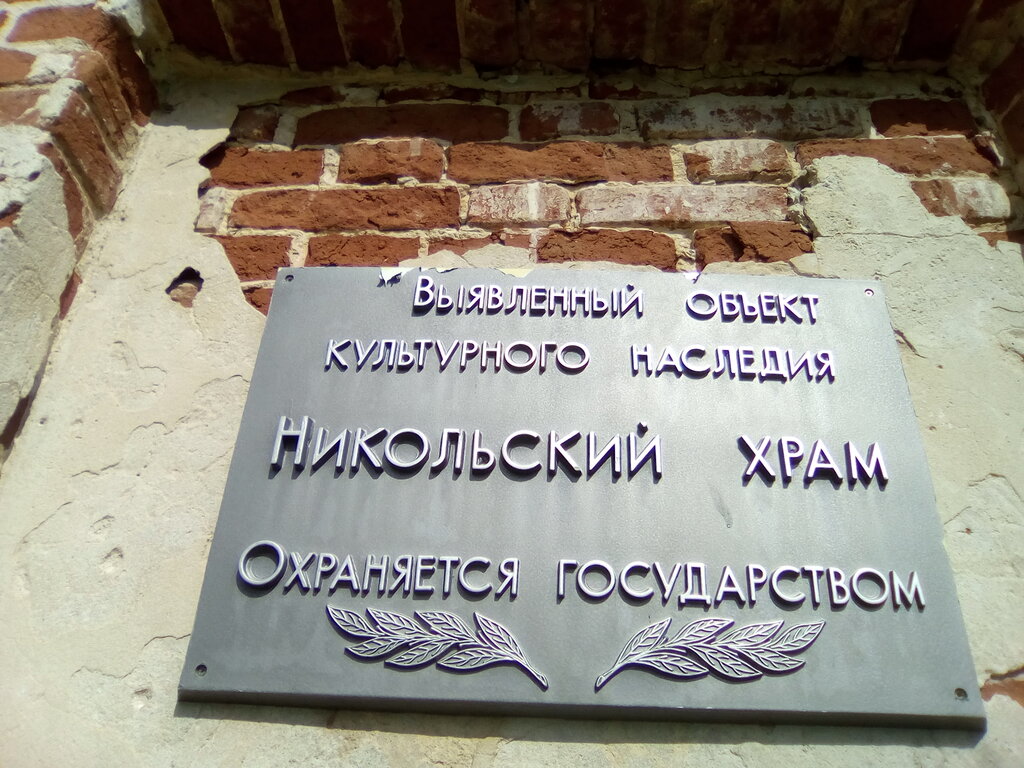 Выявленный объект
культурного наследия
Никольский храм
Охраняется государством